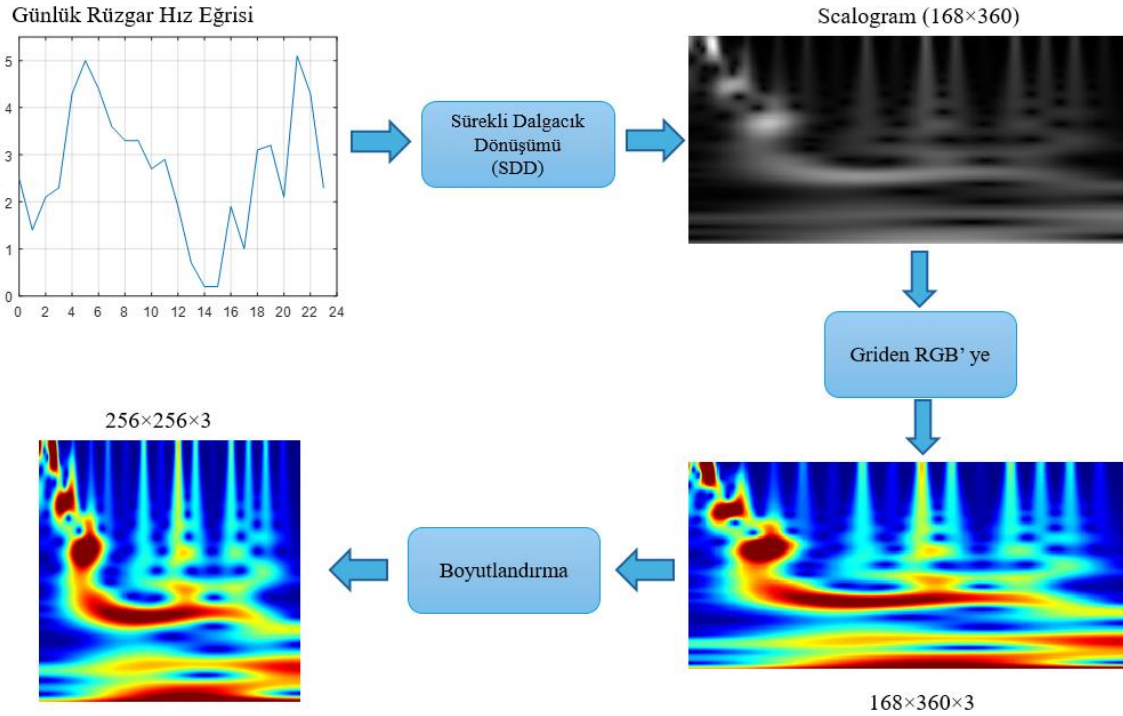 Günlük Rüzgar Hız Eğrisi
5
4
3
2
1
0
0 2 4 6 8 10 12 14 16 18 20 22 24
Sürekli Dalgacık
Dönüşümü
(SDD)
Scalogram (168×360)
Griden RGB’ ye
168×360×3
Boyutlandırma
256×256×3